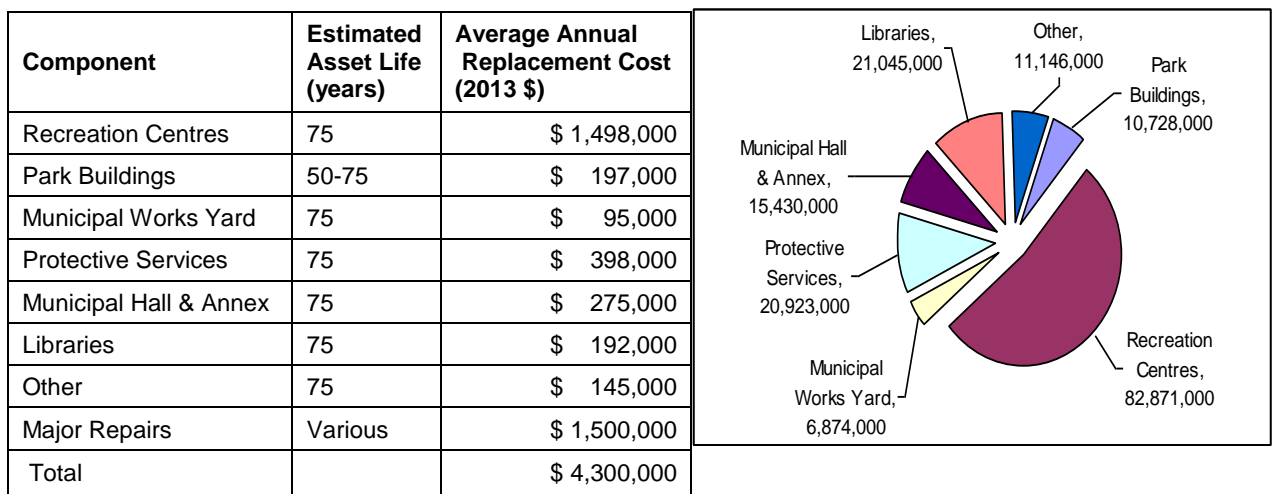 Component
Estimated
Asset Life
(years)
Average Annual
Replacement Cost
(2013 $)
Recreation Centres 75 $ 1,498,000
Park Buildings 50-75 $ 197,000
Municipal Works Yard 75 $ 95,000
Protective Services 75 $ 398,000
Municipal Hall & Annex 75 $ 275,000
Libraries 75 $ 192,000
Other 75 $ 145,000
Major Repairs Various $ 1,500,000
Total $ 4,300,000
Libraries,
21,045,000
Other,
11,146,000
Park
Buildings,
10,728,000
Municipal Hall
& Annex,
15,430,000
Protective
Services,
20,923,000
Municipal
Works Yard,
6,874,000
Recreation
Centres,
82,871,000